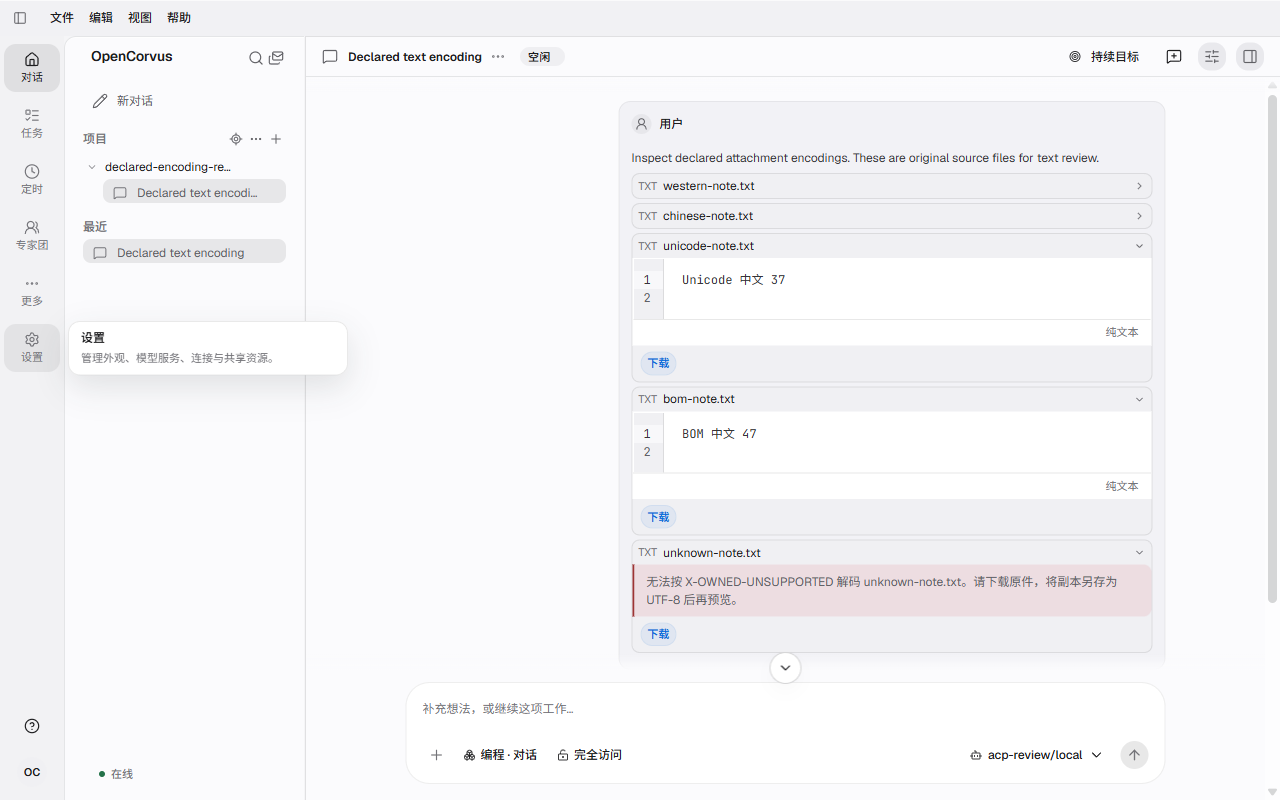 文件 编辑 视图 帮助
对话
任务
定时
专家团
更多
设置
OC
OpenCorvus
新对话
项目
declared-encoding-re…
Declared text encodi…
最近
Declared text encoding
设置
管理外观、模型服务、连接与共享资源。
在线
Declared text encoding
空闲
持续目标
用户
Inspect declared attachment encodings. These are original source files for text review.
TXT western-note.txt
TXT chinese-note.txt
TXT unicode-note.txt
1 Unicode 中文 37
2
纯文本
下载
TXT bom-note.txt
1 BOM 中文 47
2
纯文本
下载
TXT unknown-note.txt
无法按 X-OWNED-UNSUPPORTED 解码 unknown-note.txt。请下载原件，将副本另存为
UTF-8 后再预览。
下载
补充想法，或继续这项工作…
编程 · 对话 完全访问 acp-review/local